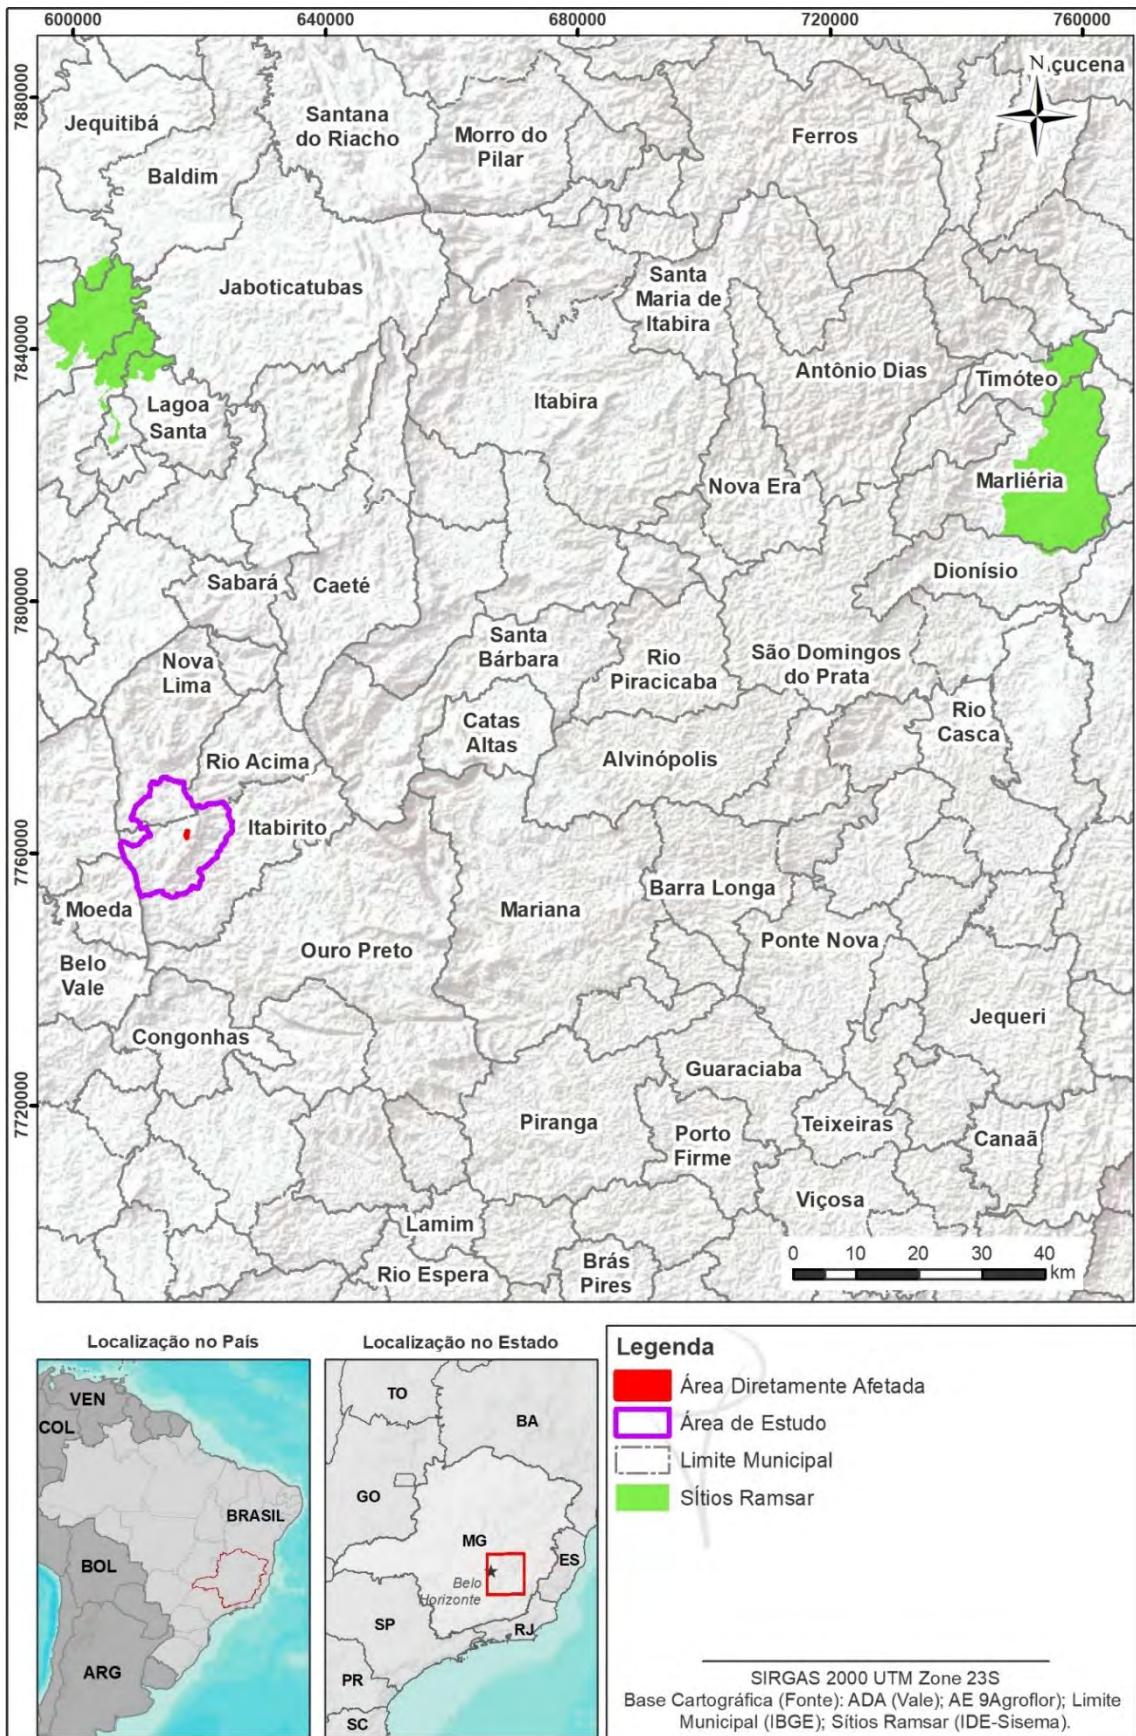 600000
640000
680000
720000
760000
7880000
7840000
7800000
7760000
7720000
N
çucena
Jequitibá
Santana
do Riacho
Morro do
Pilar
Ferros
Baldim
Jaboticatubas
Santa
Maria de
Itabira
Antônio Dias
Timóteo
Itabira
Lagoa
Santa
Marliéria
Nova Era
Dionísio
Sabará
Caeté
Santa
Bárbara
Nova
Lima
Rio
Piracicaba
São Domingos
do Prata
Rio
Casca
Catas
Altas
Rio Acima
Alvinópolis
Itabirito
Barra Longa
Moeda
Mariana
Ponte Nova
Ouro Preto
Belo
Vale
Jequeri
Congonhas
Guaraciaba
Piranga
Porto
Firme
Teixeiras
Canaã
Viçosa
Lamim
Rio Espera
Brás
Pires
0 10 20 30 40
km
Localização no País
VEN
COL
BRASIL
BOL
ARG
Localização no Estado
TO
BA
GO
MG
ES
Belo
Horizonte
SP
RJ
PR
SC
Legenda
Área Diretamente Afetada
Área de Estudo
Limite Municipal
Sítios Ramsar
SIRGAS 2000 UTM Zone 23S
Base Cartográfica (Fonte): ADA (Vale); AE 9Agroflor); Limite
Municipal (IBGE); Sítios Ramsar (IDE-Sisema).